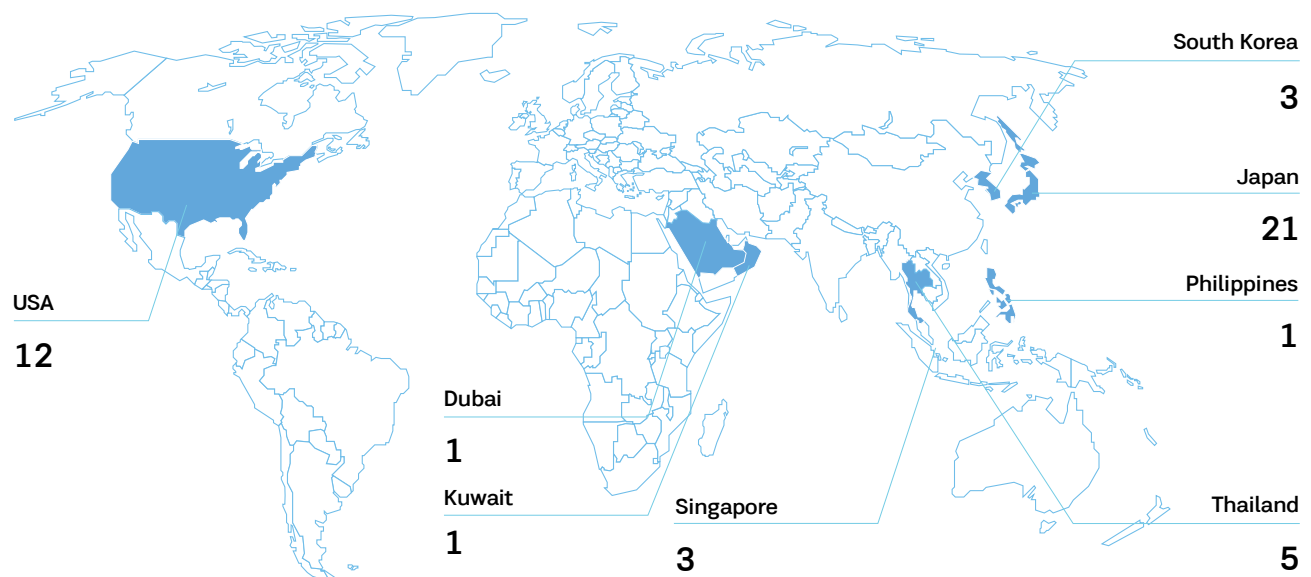 South Korea
3
Japan
21
Philippines
1
USA
12
Dubai
1
Kuwait
1
Singapore
3
Thailand
5